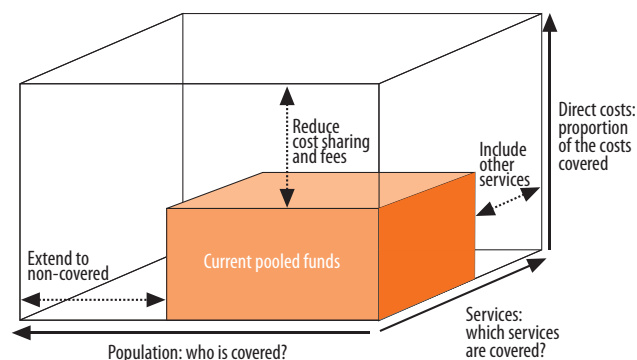 Direct costs:
proportion
of the costs
covered
Reduce
cost sharing
and fees
Include
other
services
Extend to
non-covered
Current pooled funds
Services:
which services
are covered?
Population: who is covered?